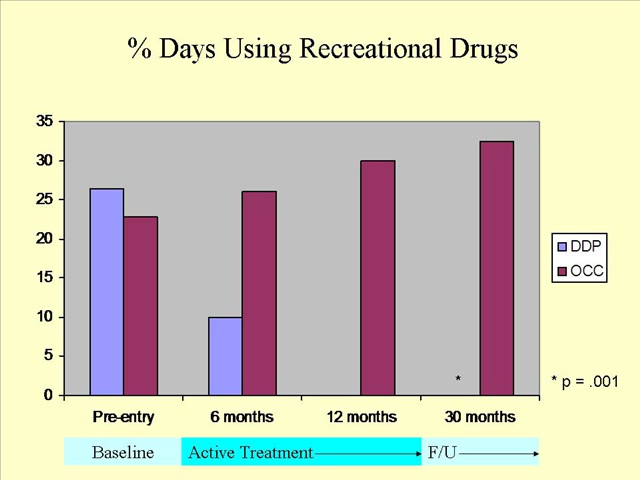 % Days Using Recreational Drugs
35
30
25
20
15
10
5
0
*
Pre-entry 6 months 12 months 30 months
DDP
OCC
* p = .001
Baseline Active Treatment F/U